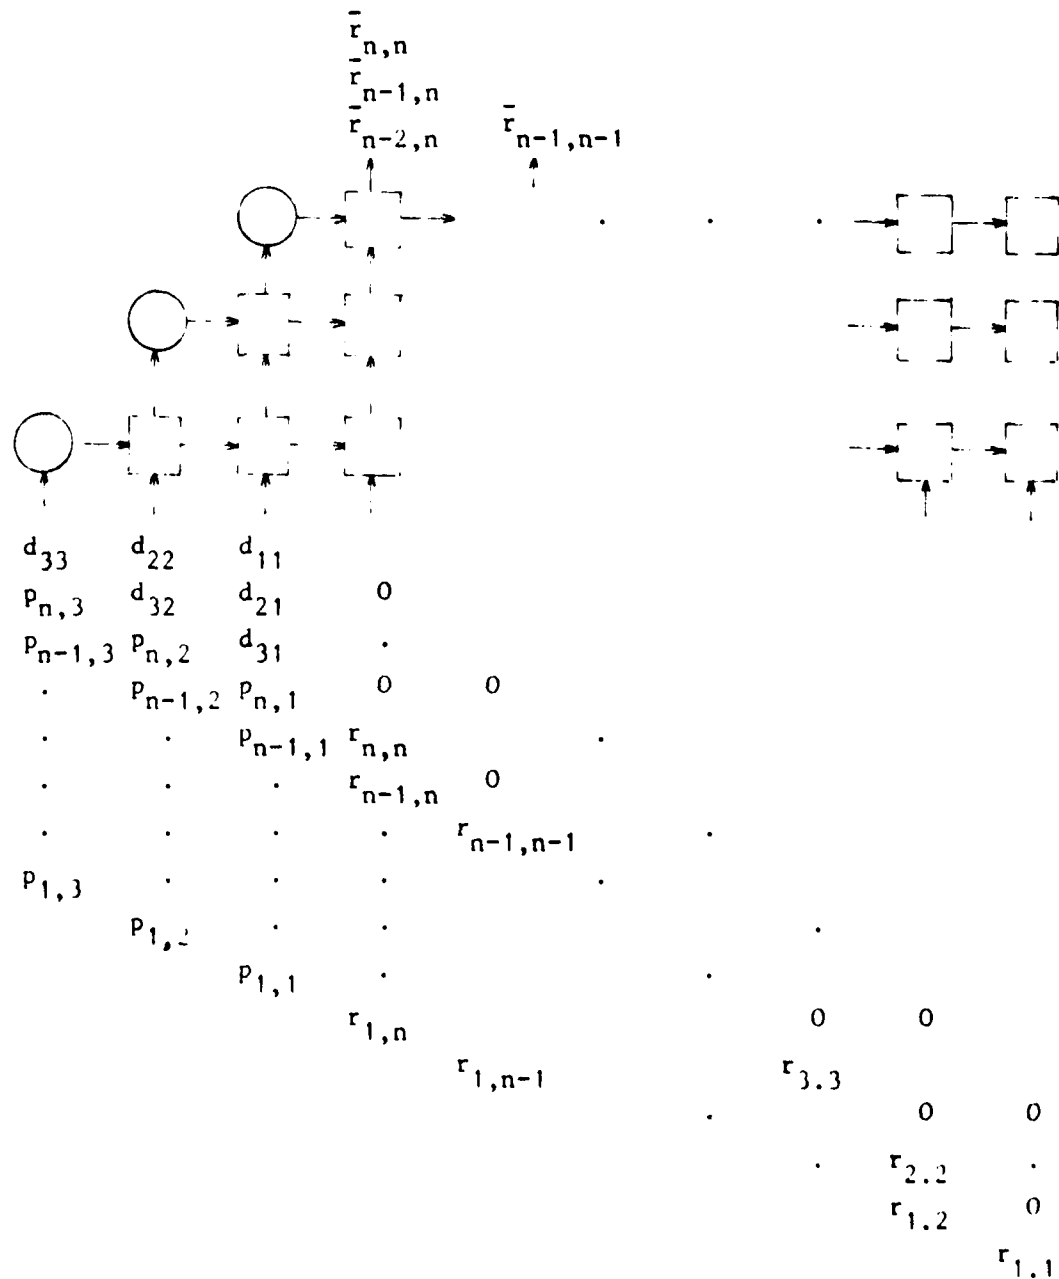 r̄n,n
r̄n-1,n
r̄n-2,n r̄n-1,n-1
. . .
d33 d22 d11
pn,3 d32 d21 0
pn-1,3 pn,2 d31 .
. pn-1,2 pn,1 0 0
. . pn-1,1 rn,n .
. . . rn-1,n 0
. . . . rn-1,n-1 .
p1,3 . . . .
p1,2 . . .
p1,1 . .
r1,n 0 0
r1,n-1 r3.3
. 0 0
. r2.2 .
r1.2 0
r1.1